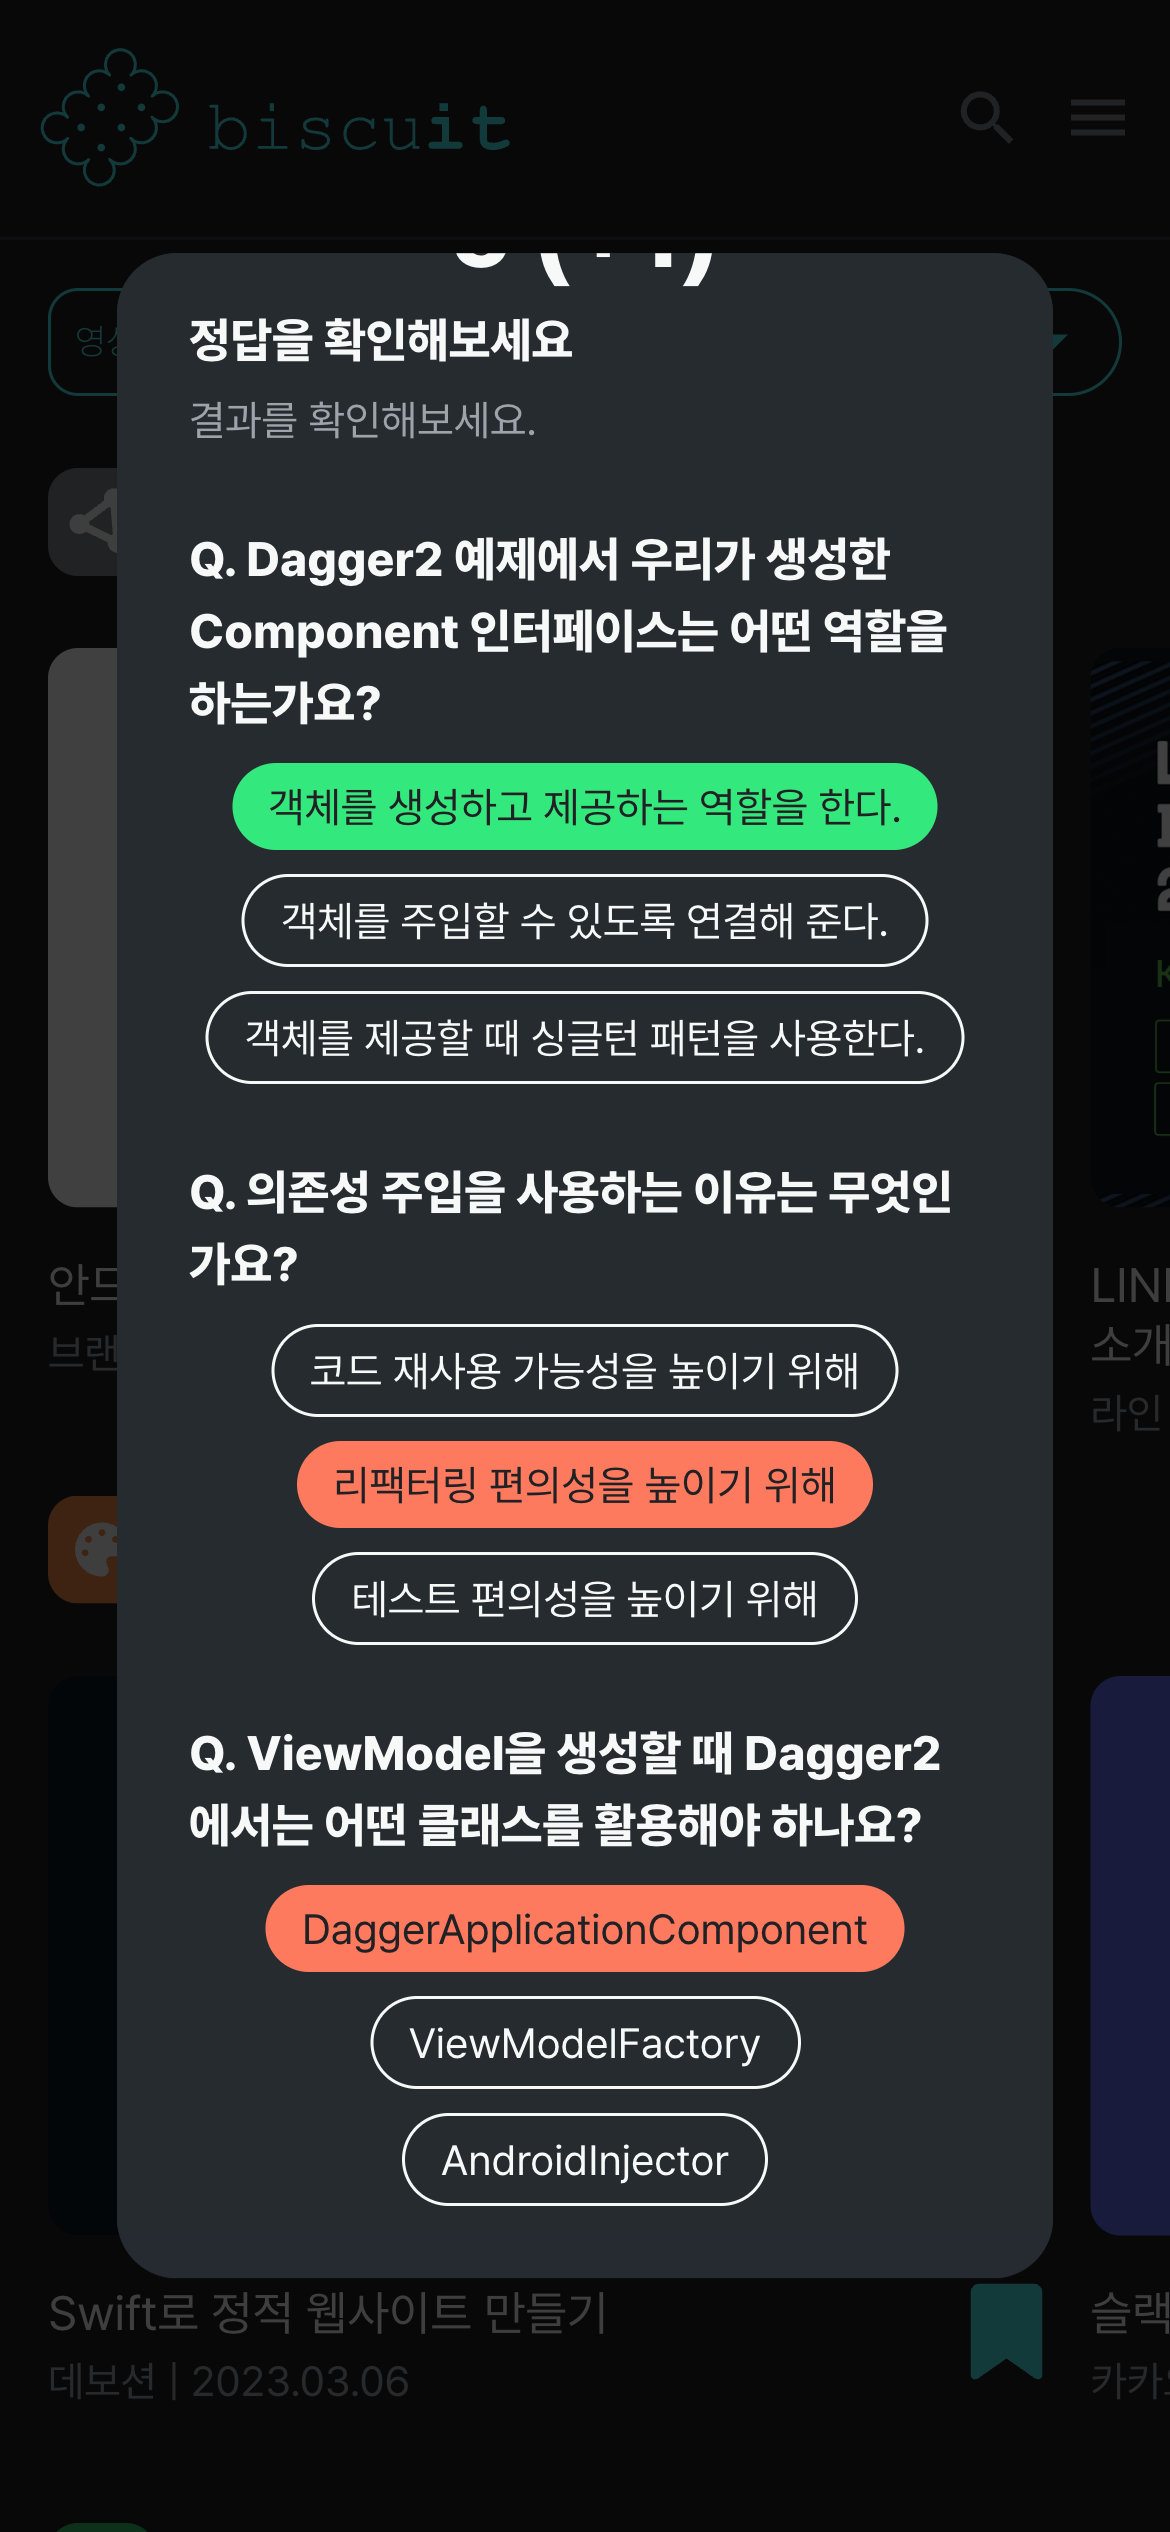 biscuit
정답을 확인해보세요
결과를 확인해보세요.
Q. Dagger2 예제에서 우리가 생성한
Component 인터페이스는 어떤 역할을
하는가요?
객체를 생성하고 제공하는 역할을 한다.
객체를 주입할 수 있도록 연결해 준다.
객체를 제공할 때 싱글턴 패턴을 사용한다.
Q. 의존성 주입을 사용하는 이유는 무엇인
가요?
코드 재사용 가능성을 높이기 위해
리팩터링 편의성을 높이기 위해
테스트 편의성을 높이기 위해
Q. ViewModel을 생성할 때 Dagger2
에서는 어떤 클래스를 활용해야 하나요?
DaggerApplicationComponent
ViewModelFactory
AndroidInjector
소개
라인
Swift로 정적 웹사이트 만들기
데보션 | 2023.03.06
슬랙